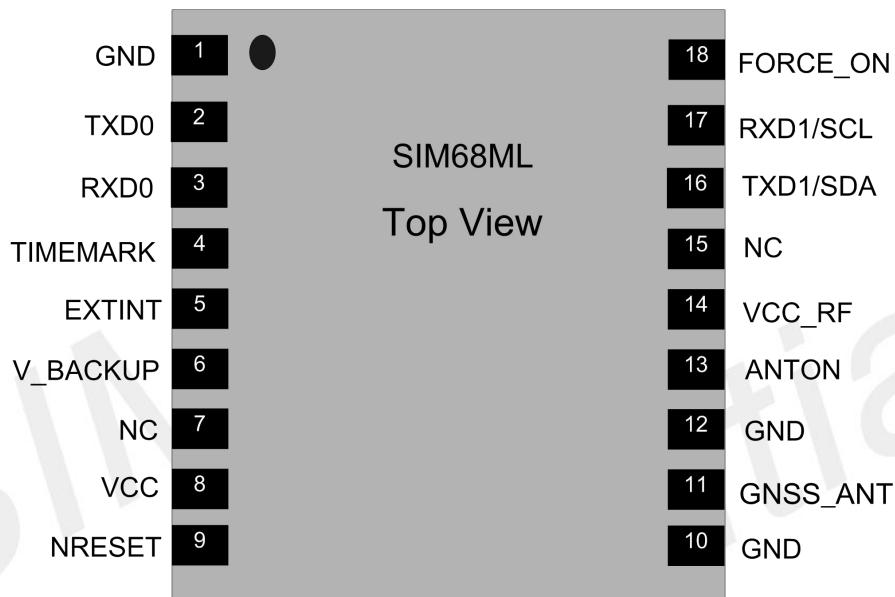 GND 1
TXD0 2
RXD0 3
TIMEMARK 4
EXTINT 5
V_BACKUP 6
NC 7
VCC 8
NRESET 9
SIM68ML
Top View
18 FORCE_ON
17 RXD1/SCL
16 TXD1/SDA
15 NC
14 VCC_RF
13 ANTON
12 GND
11 GNSS_ANT
10 GND